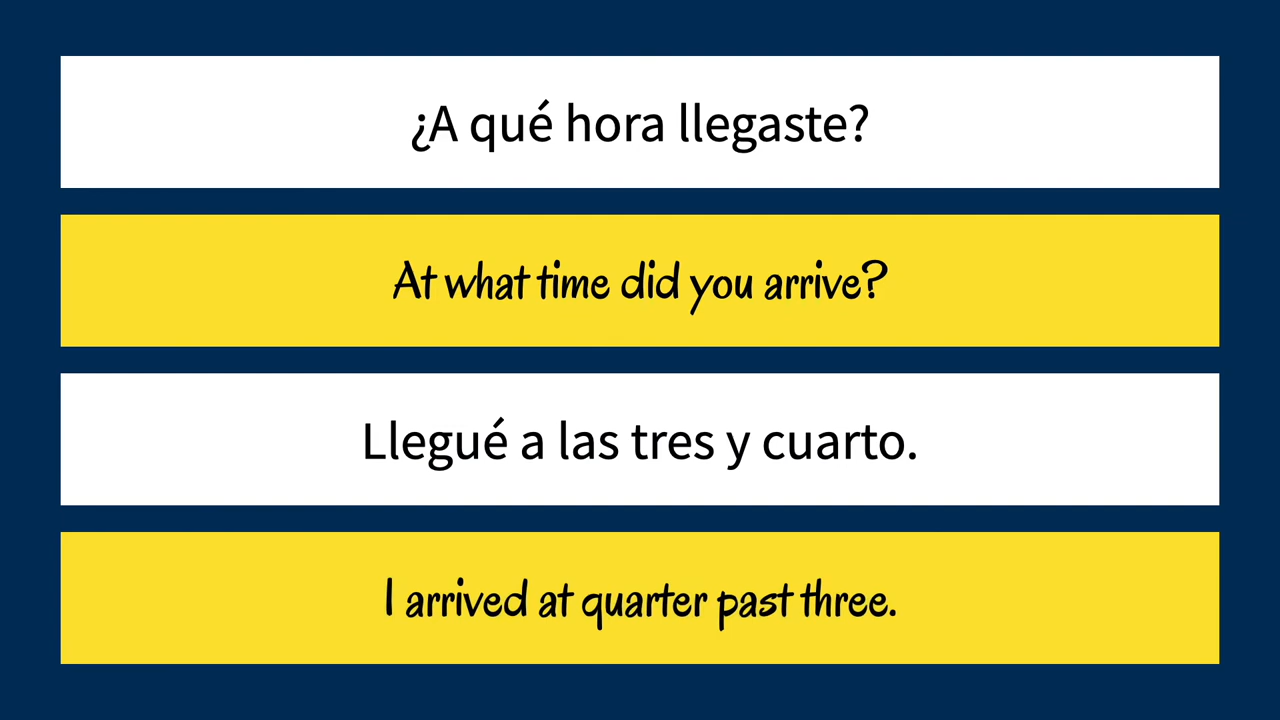 ¿A qué hora llegaste?
At what time did you arrive?
Llegué a las tres y cuarto.
I arrived at quarter past three.